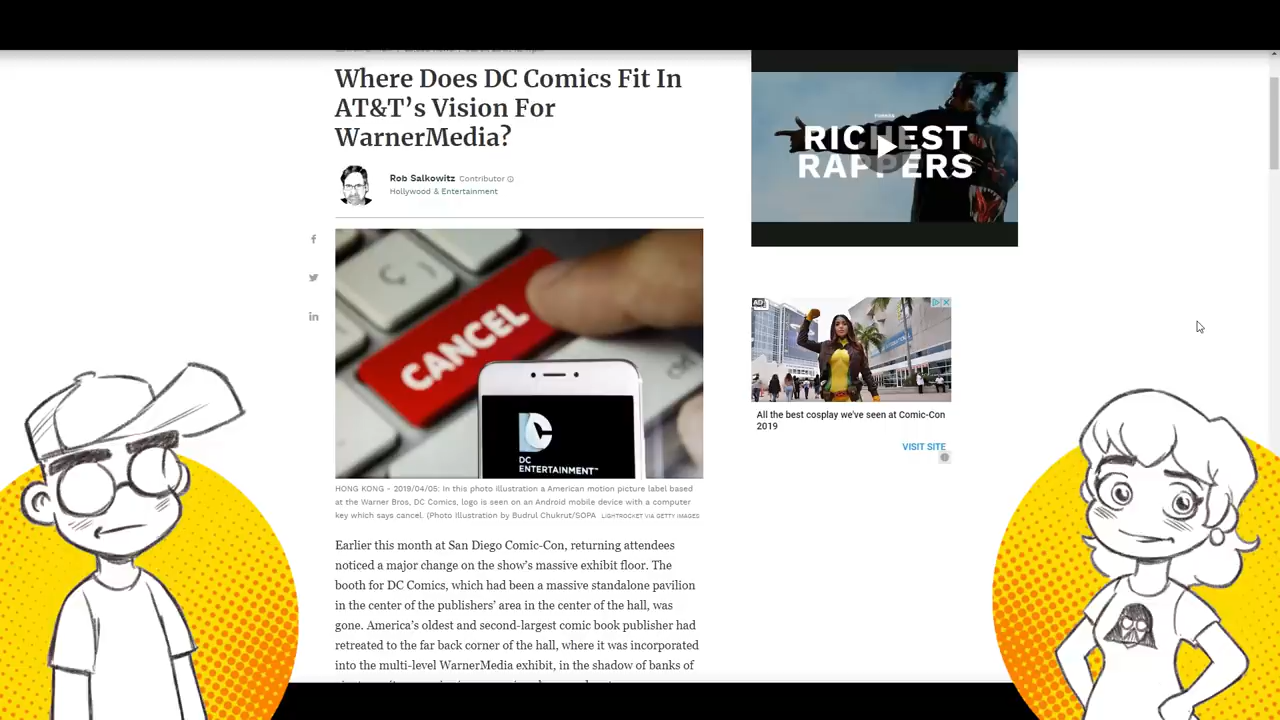 Where Does DC Comics Fit In
AT&T's Vision For
WarnerMedia?
Rob Salkowitz Contributor
Hollywood & Entertainment
CANCEL
DC
ENTERTAINMENT™
HONG KONG - 2019/04/05: In this photo illustration a American motion picture label based
at the Warner Bros, DC Comics, logo is seen on an Android mobile device with a computer
key which says cancel. (Photo Illustration by Budrul Chukrut/SOPA LIGHTROCKET VIA GETTY IMAGES
Earlier this month at San Diego Comic-Con, returning attendees
noticed a major change on the show's massive exhibit floor. The
booth for DC Comics, which had been a massive standalone pavilion
in the center of the publishers' area in the center of the hall, was
gone. America's oldest and second-largest comic book publisher had
retreated to the far back corner of the hall, where it was incorporated
into the multi-level WarnerMedia exhibit, in the shadow of banks of
RICHEST
RAPPERS
AD
All the best cosplay we've seen at Comic-Con
2019
VISIT SITE